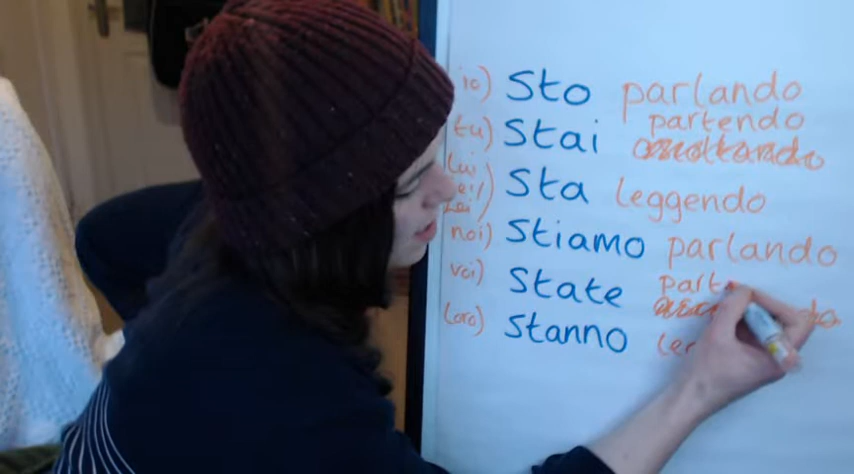 io) Sto parlando
tu) Stai partendo
lui
lei/ Sta leggendo
Lei)
noi) Stiamo parlando
voi) State
loro) Stanno